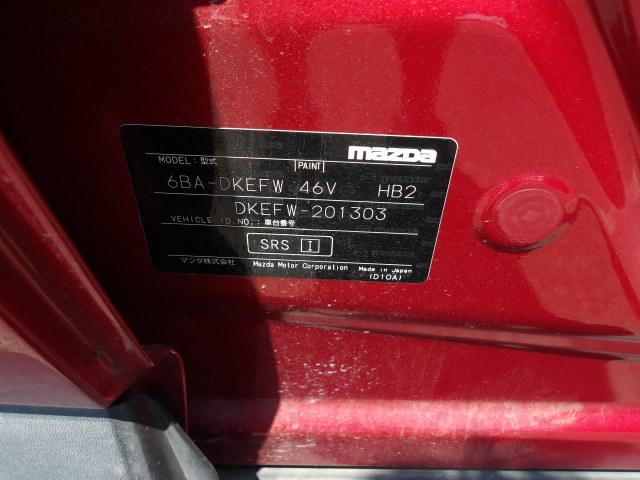 mazda
MODEL:型式 PAINT
6BA-DKEFW 46V HB2
DKEFW-201303
VEHICLE ID.NO.:車台番号
SRS I
マツダ株式会社 Mazda Motor Corporation Made in Japan
(D10A)